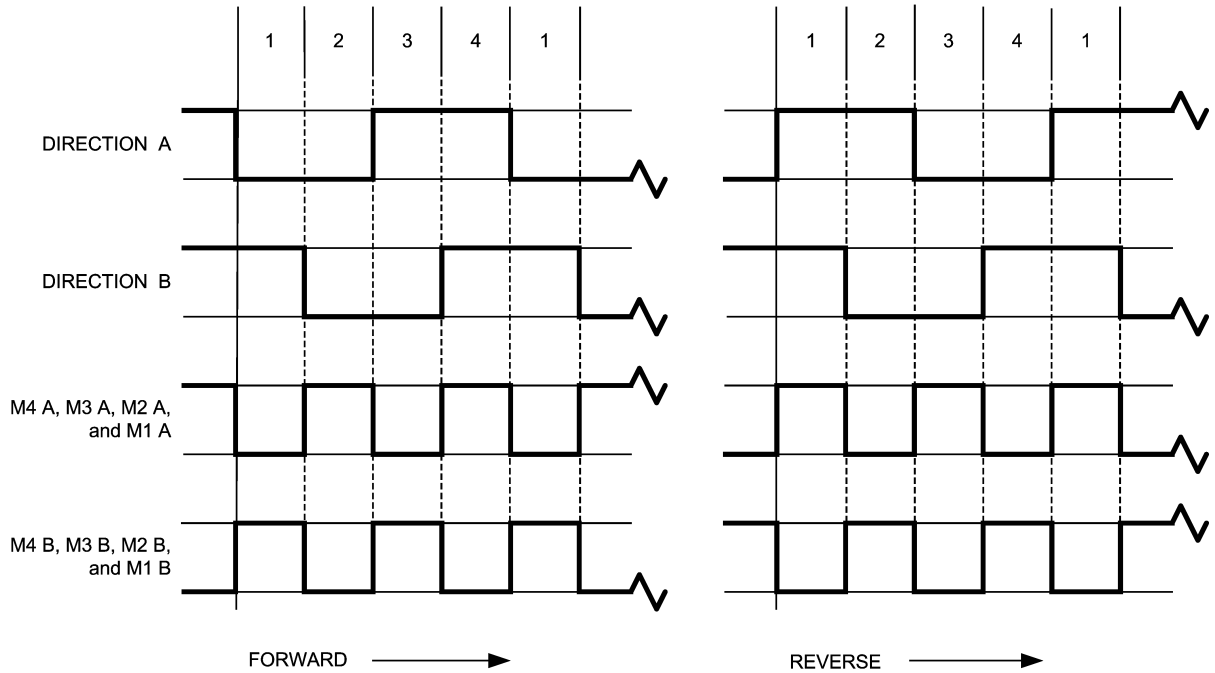 1 2 3 4 1 1 2 3 4 1
DIRECTION A
DIRECTION B
M4 A, M3 A, M2 A,
and M1 A
M4 B, M3 B, M2 B,
and M1 B
FORWARD REVERSE